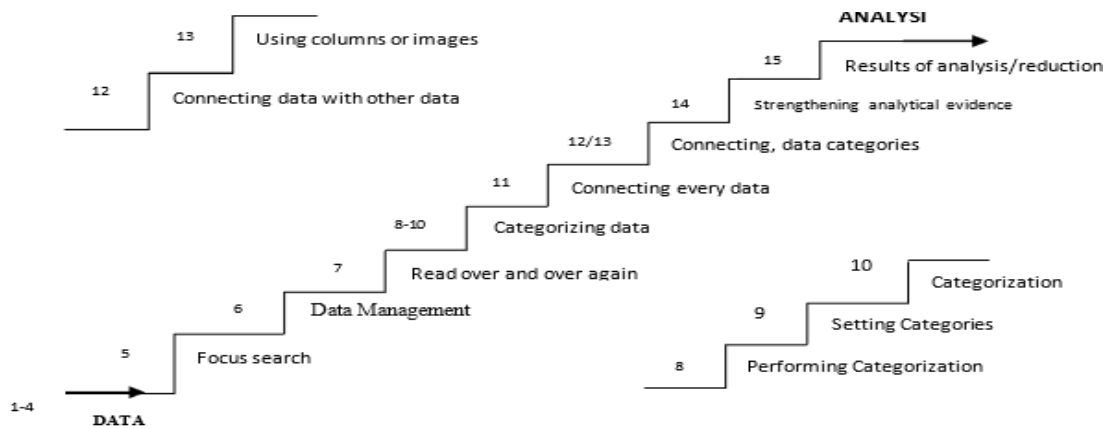 ANALYSI
13
Using columns or images
15
Results of analysis/reduction
12
Connecting data with other data
14
Strengthening analytical evidence
12/13
Connecting, data categories
11
Connecting every data
8-10
Categorizing data
7
Read over and over again
10
Categorization
6
Data Management
9
Setting Categories
5
Focus search
8
Performing Categorization
1-4
DATA